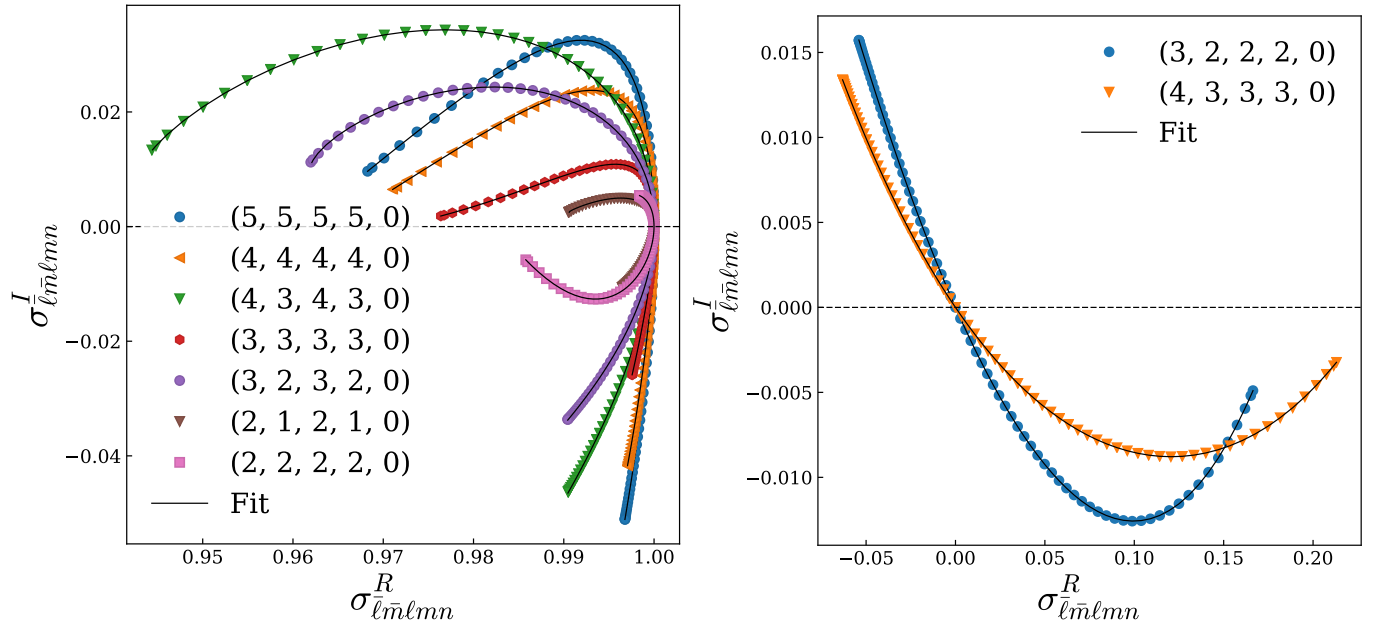 0.02
0.00
−0.02
−0.04
0.95
0.96
0.97
0.98
0.99
1.00
σ^I_{ℓ̄m̄ℓmn}
σ^R_{ℓ̄m̄ℓmn}
(5, 5, 5, 5, 0)
(4, 4, 4, 4, 0)
(4, 3, 4, 3, 0)
(3, 3, 3, 3, 0)
(3, 2, 3, 2, 0)
(2, 1, 2, 1, 0)
(2, 2, 2, 2, 0)
Fit
0.015
0.010
0.005
0.000
−0.005
−0.010
−0.05
0.00
0.05
0.10
0.15
0.20
σ^I_{ℓ̄m̄ℓmn}
σ^R_{ℓ̄m̄ℓmn}
(3, 2, 2, 2, 0)
(4, 3, 3, 3, 0)
Fit